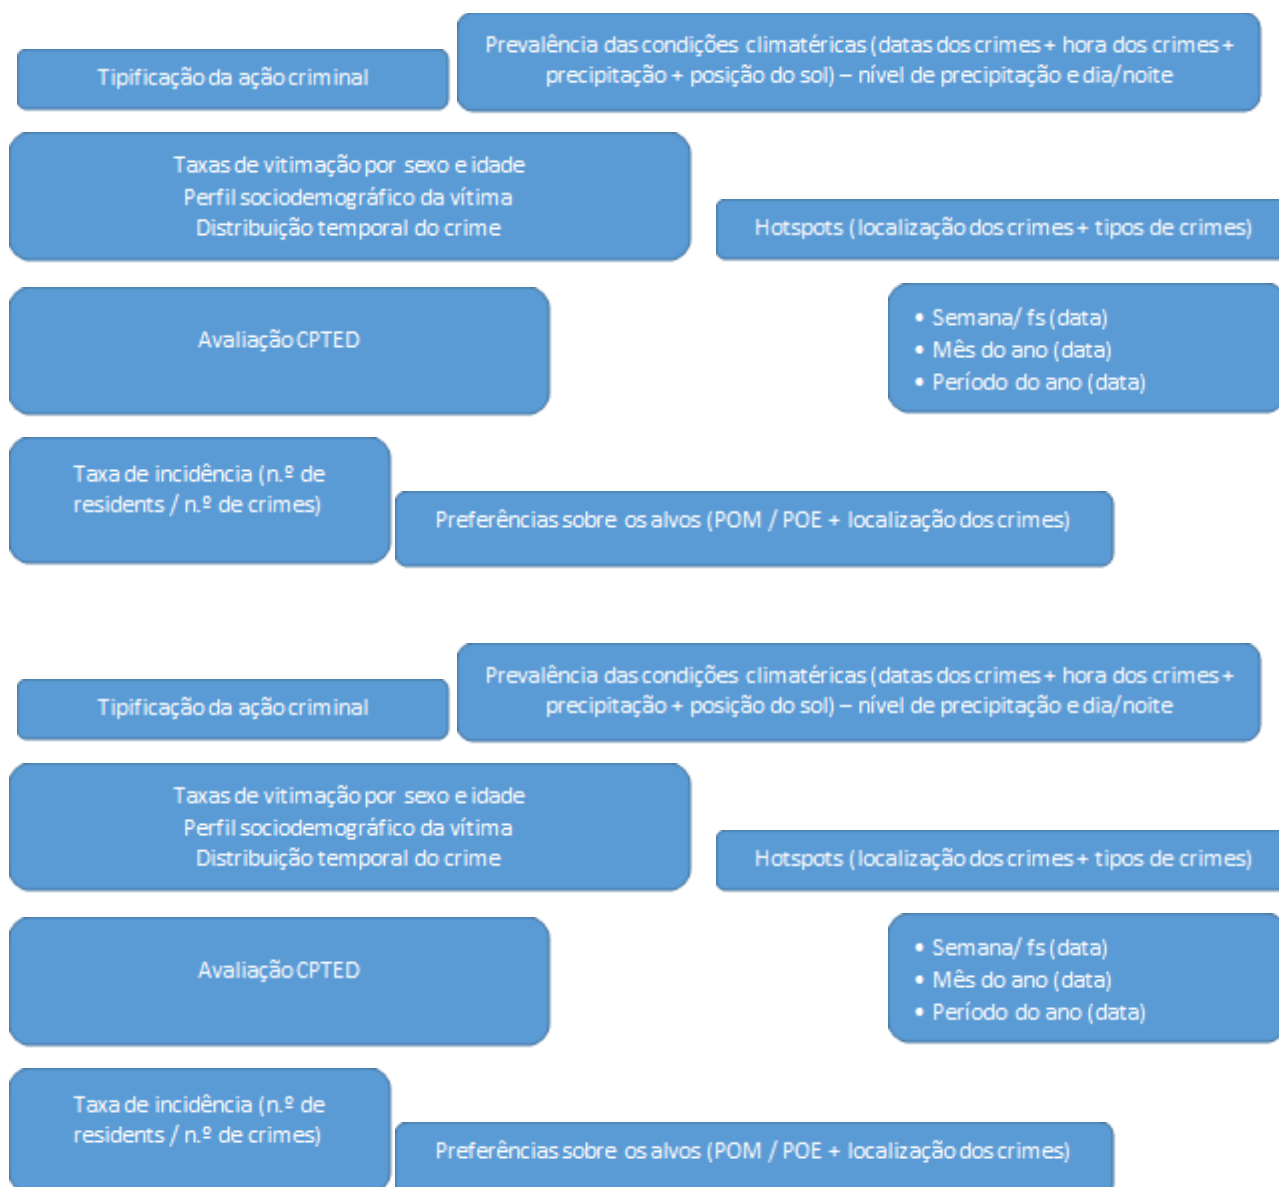 Prevalência das condições climatéricas (datas dos crimes + hora dos crimes +
precipitação + posição do sol) – nível de precipitação e dia/noite
Tipificação da ação criminal
Taxas de vitimação por sexo e idade
Perfil sociodemográfico da vítima
Distribuição temporal do crime
Hotspots (localização dos crimes + tipos de crimes)
Avaliação CPTED
• Semana/ fs (data)
• Mês do ano (data)
• Período do ano (data)
Taxa de incidência (n.º de
residents / n.º de crimes)
Preferências sobre os alvos (POM / POE + localização dos crimes)
Prevalência das condições climatéricas (datas dos crimes + hora dos crimes +
precipitação + posição do sol) – nível de precipitação e dia/noite
Tipificação da ação criminal
Taxas de vitimação por sexo e idade
Perfil sociodemográfico da vítima
Distribuição temporal do crime
Hotspots (localização dos crimes + tipos de crimes)
Avaliação CPTED
• Semana/ fs (data)
• Mês do ano (data)
• Período do ano (data)
Taxa de incidência (n.º de
residents / n.º de crimes)
Preferências sobre os alvos (POM / POE + localização dos crimes)